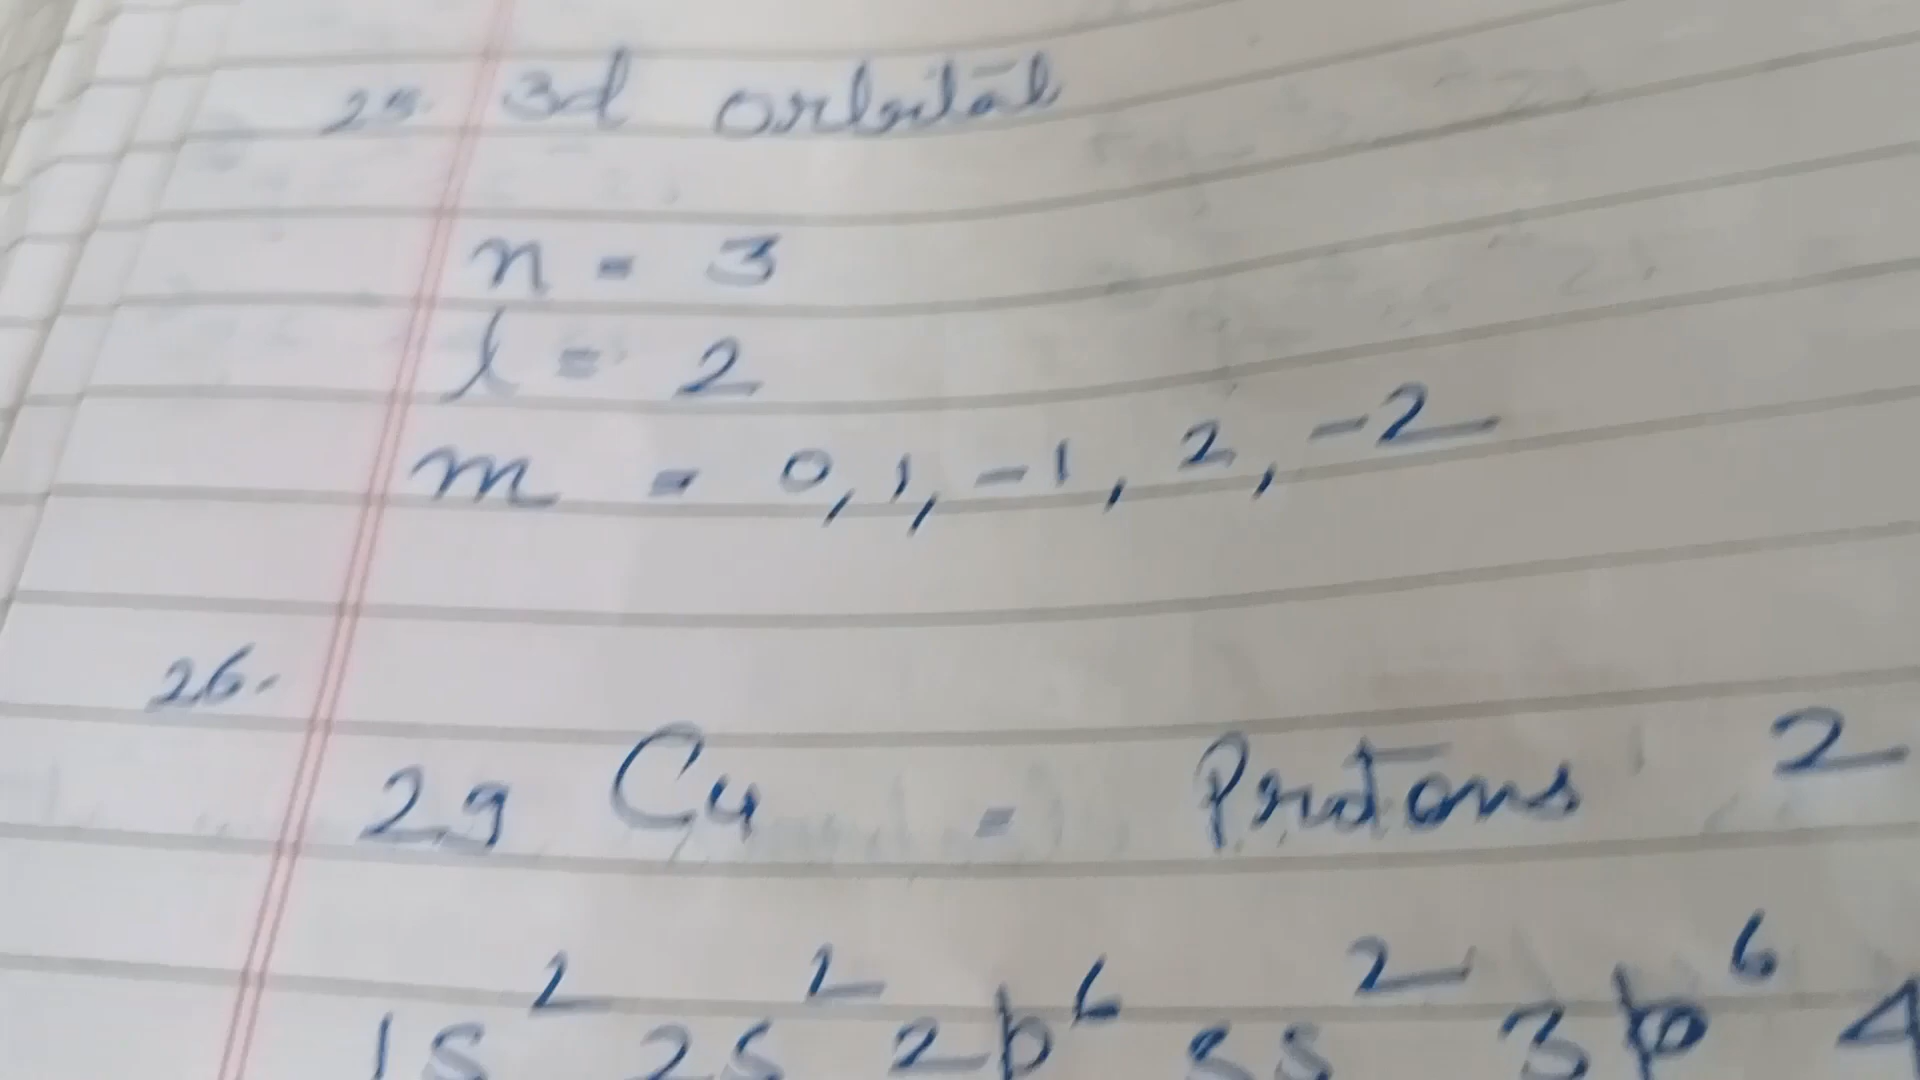 25. 3d orbital
n = 3
l = 2
m = 0, 1, -1, 2, -2
26.
29 Cu = Protons 2
1s² 2s² 2p⁶ 3s² 3p⁶ 4